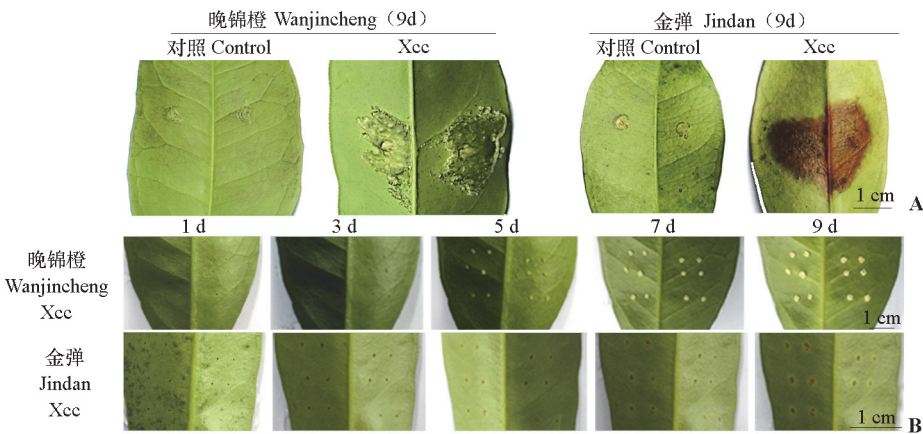 晚锦橙 Wanjincheng（9d） 金弹 Jindan（9d）
对照 Control Xcc 对照 Control Xcc
1 cm A
1 d 3 d 5 d 7 d 9 d
晚锦橙
Wanjincheng
Xcc
1 cm
金弹
Jindan
Xcc
1 cm B